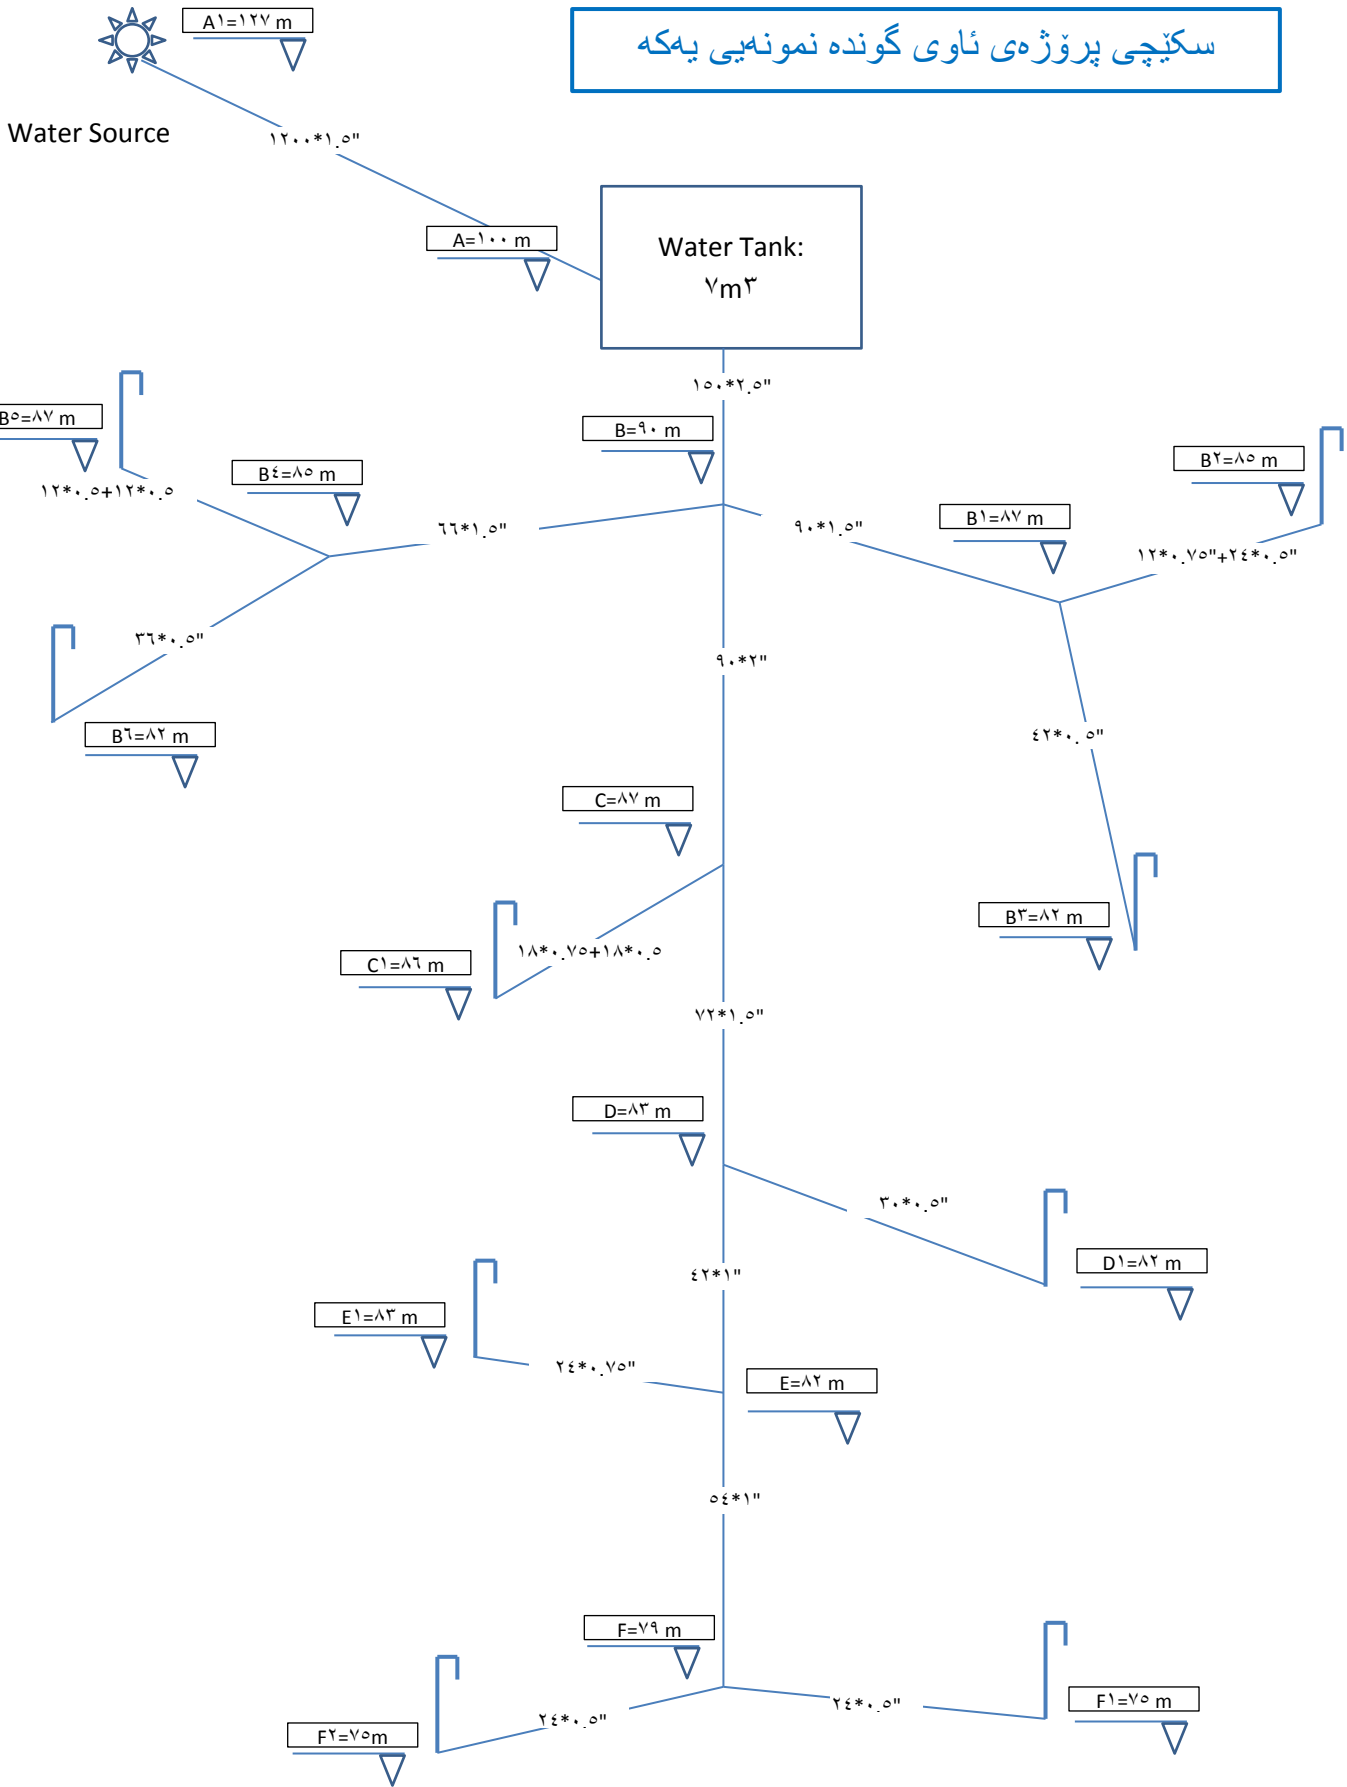 A١=١٢٧ m
سکێچی پرۆژەی ئاوی گوندە نمونەیی یەکە
Water Source
١٢٠٠*١.٥"
A=١٠٠ m
Water Tank:
٧m٣
١٥٠*٢.٥"
B٥=٨٧ m
B=٩٠ m
B٤=٨٥ m
B٢=٨٥ m
١٢*٠.٥+١٢*٠.٥
B١=٨٧ m
٦٦*١.٥"
٩٠*١.٥"
١٢*٠.٧٥"+٢٤*٠.٥"
٣٦*٠.٥"
٩٠*٢"
B٦=٨٢ m
٤٢*٠.٥"
C=٨٧ m
B٣=٨٢ m
١٨*٠.٧٥+١٨*٠.٥
C١=٨٦ m
٧٢*١.٥"
D=٨٣ m
٣٠*٠.٥"
D١=٨٢ m
٤٢*١"
E١=٨٣ m
٢٤*٠.٧٥"
E=٨٢ m
٥٤*١"
F=٧٩ m
٢٤*٠.٥"
٢٤*٠.٥"
F١=٧٥ m
F٢=٧٥m